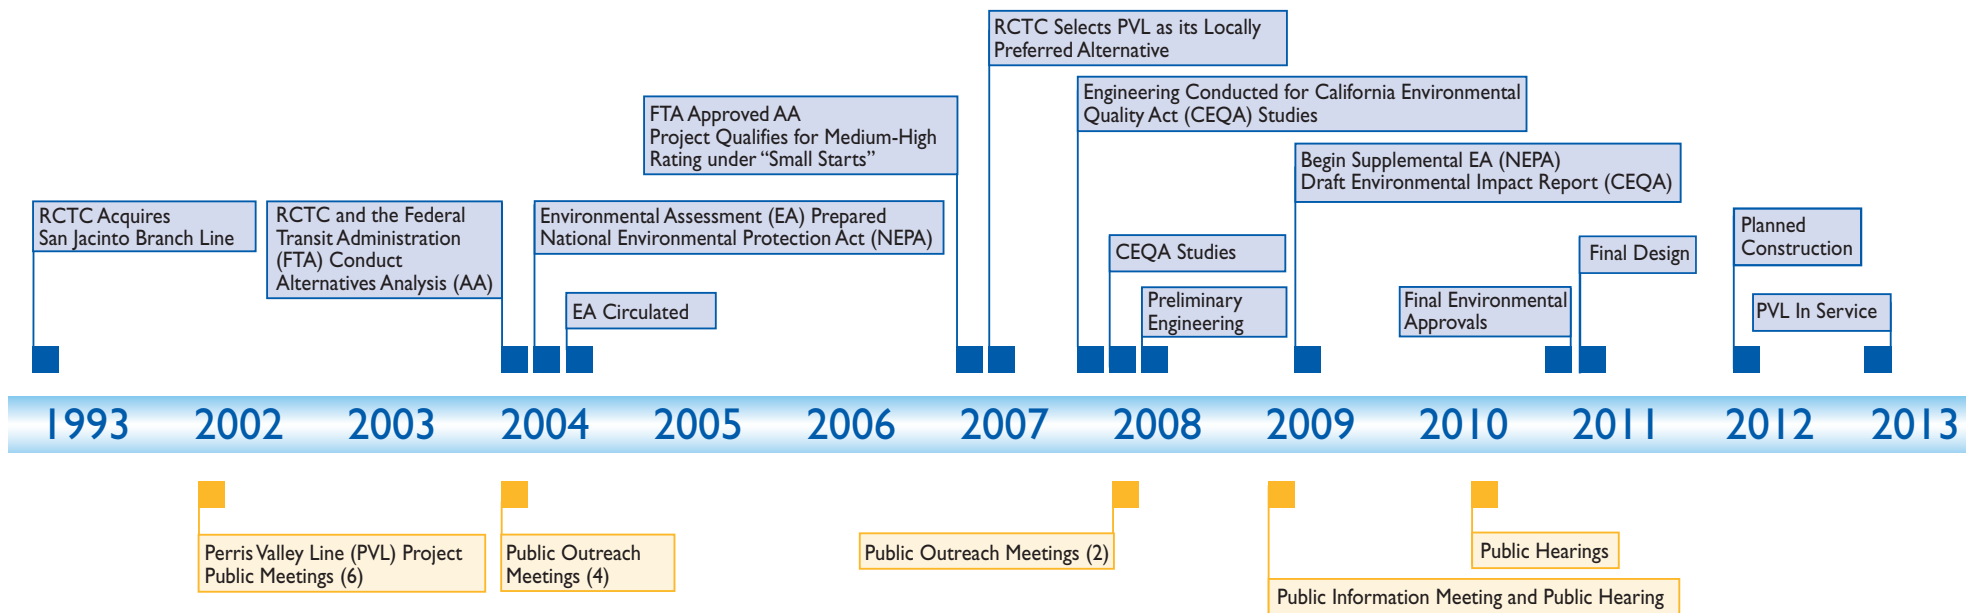 RCTC Selects PVL as its Locally
Preferred Alternative
Engineering Conducted for California Environmental
Quality Act (CEQA) Studies
FTA Approved AA
Project Qualifies for Medium-High
Rating under “Small Starts”
Begin Supplemental EA (NEPA)
Draft Environmental Impact Report (CEQA)
RCTC Acquires
San Jacinto Branch Line
RCTC and the Federal
Transit Administration
(FTA) Conduct
Alternatives Analysis (AA)
Environmental Assessment (EA) Prepared
National Environmental Protection Act (NEPA)
EA Circulated
CEQA Studies
Preliminary
Engineering
Final Environmental
Approvals
Final Design
Planned
Construction
PVL In Service
1993 2002 2003 2004 2005 2006 2007 2008 2009 2010 2011 2012 2013
Perris Valley Line (PVL) Project
Public Meetings (6)
Public Outreach
Meetings (4)
Public Outreach Meetings (2)
Public Hearings
Public Information Meeting and Public Hearing